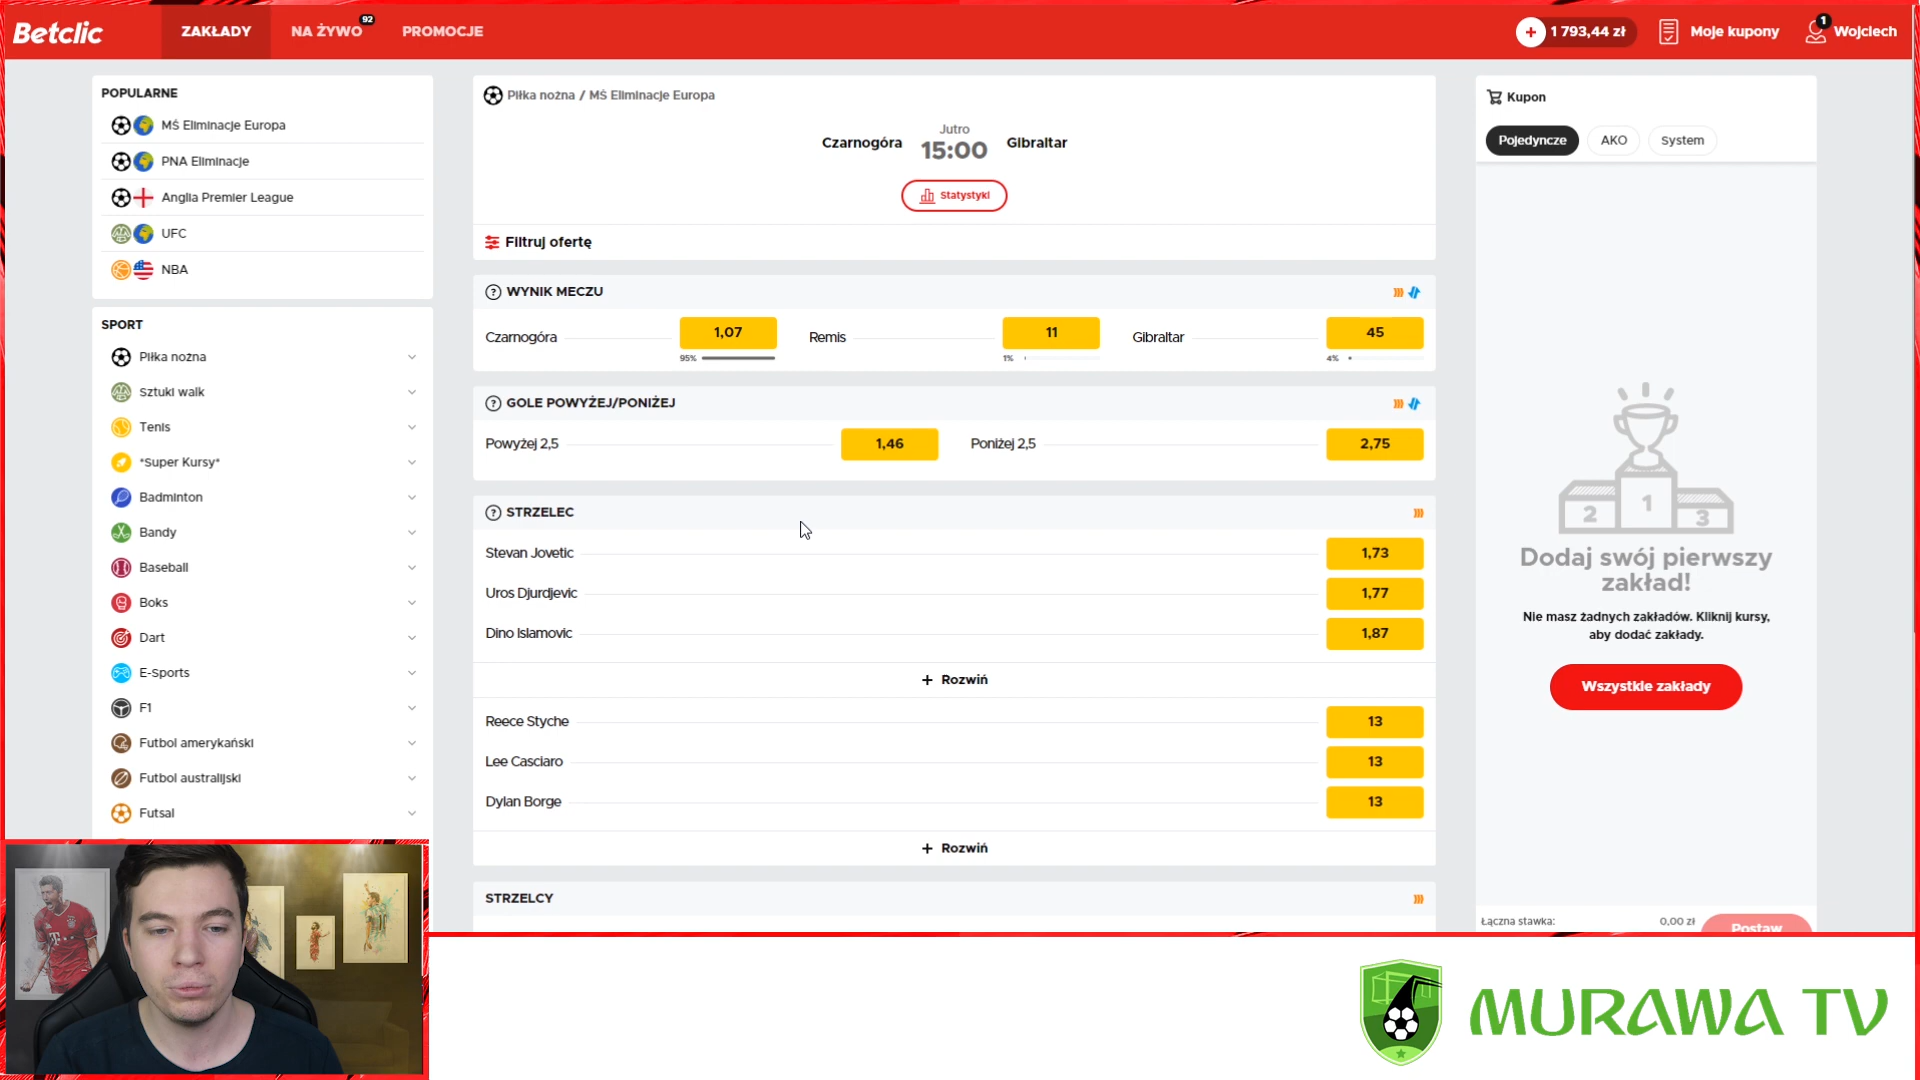 Betclic
ZAKŁADY
NA ŻYWO
92
PROMOCJE
+
1 793,44 zł
Moje kupony
1
Wojciech
POPULARNE
MŚ Eliminacje Europa
PNA Eliminacje
Anglia Premier League
UFC
NBA
SPORT
Piłka nożna
Sztuki walk
Tenis
*Super Kursy*
Badminton
Bandy
Baseball
Boks
Dart
E-Sports
F1
Futbol amerykański
Futbol australijski
Futsal
Piłka nożna / MŚ Eliminacje Europa
Czarnogóra
Jutro
15:00
Gibraltar
Statystyki
Filtruj ofertę
? WYNIK MECZU
Czarnogóra
1,07
95%
Remis
11
1%
Gibraltar
45
4%
? GOLE POWYŻEJ/PONIŻEJ
Powyżej 2,5
1,46
Poniżej 2,5
2,75
? STRZELEC
Stevan Jovetic
1,73
Uros Djurdjevic
1,77
Dino Islamovic
1,87
+ Rozwiń
Reece Styche
13
Lee Casciaro
13
Dylan Borge
13
+ Rozwiń
STRZELCY
Kupon
Pojedyncze
AKO
System
2
1
3
Dodaj swój pierwszy
zakład!
Nie masz żadnych zakładów. Kliknij kursy,
aby dodać zakłady.
Wszystkie zakłady
Łączna stawka:
0,00 zł
Postaw
MURAWA TV